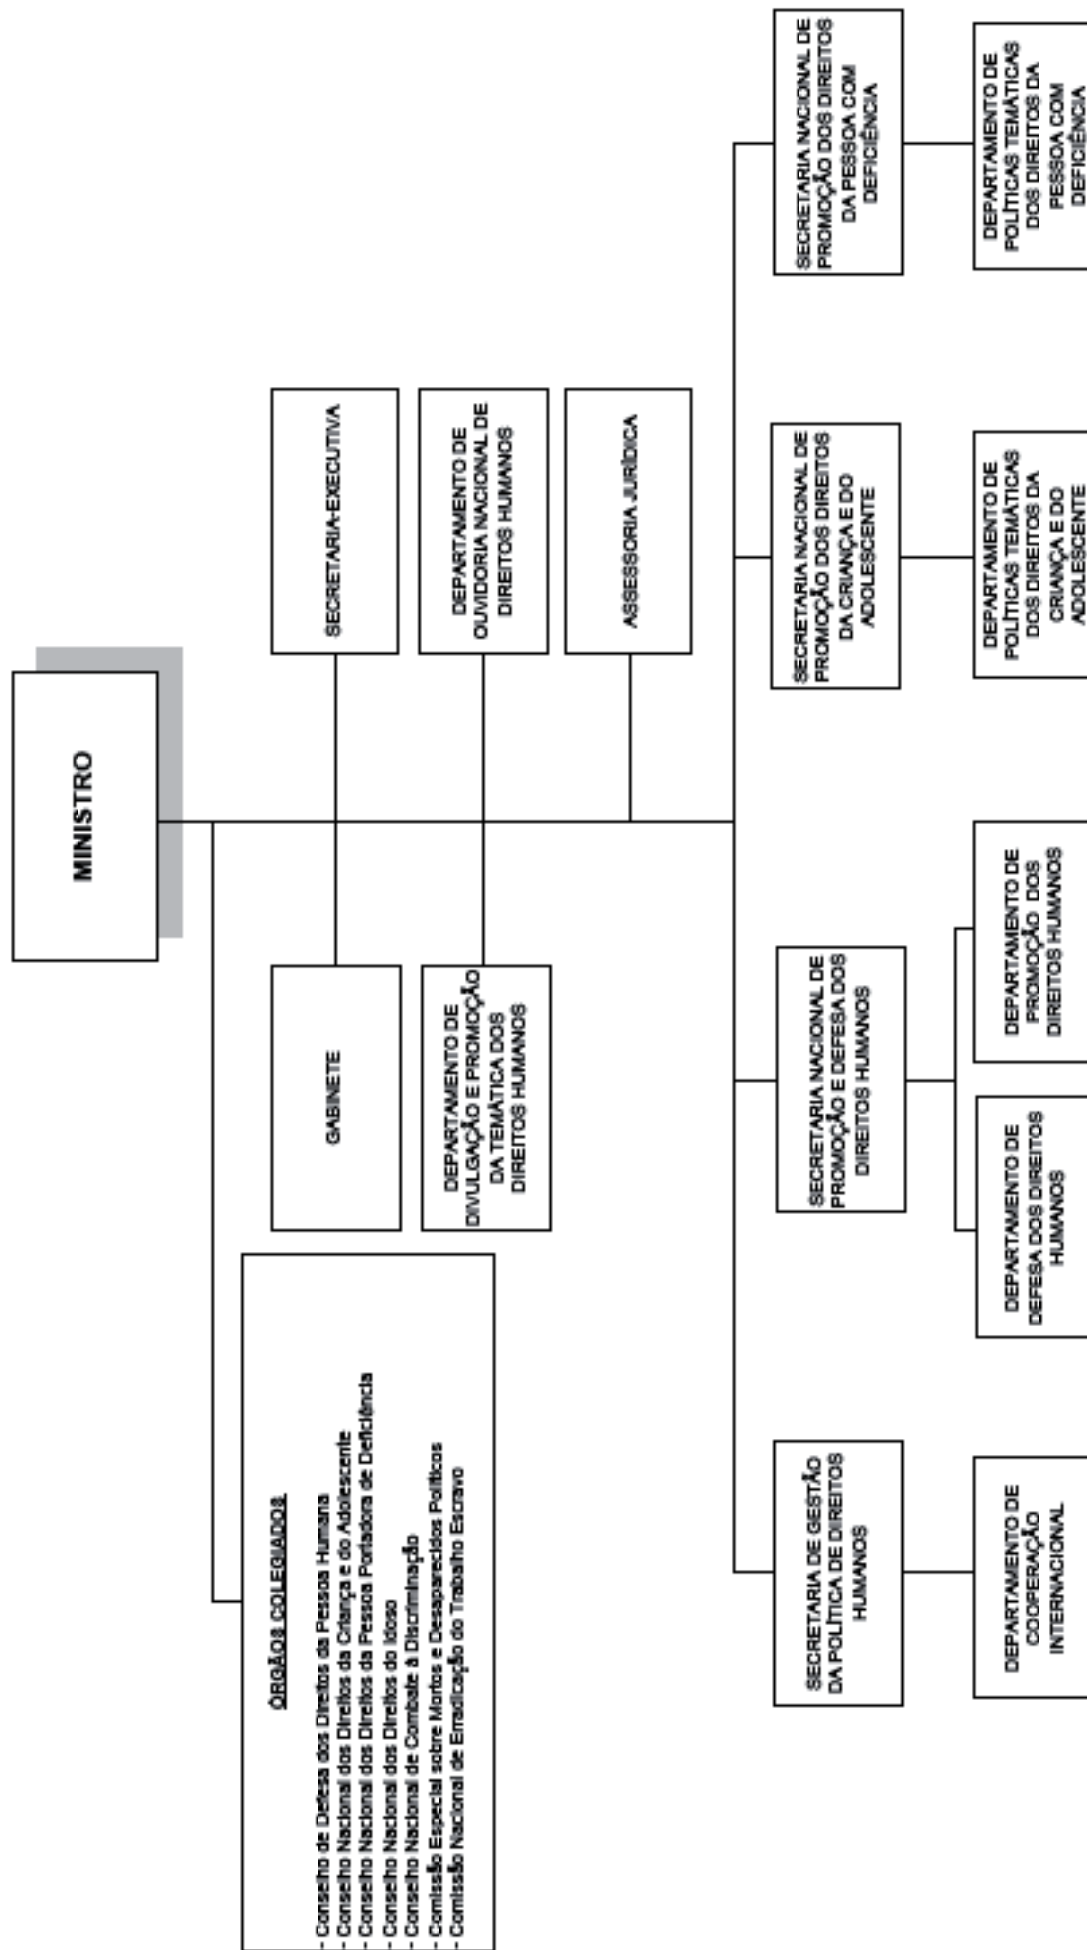 MINISTRO
ÓRGÃOS COLEGIADOS
- Conselho de Defesa dos Direitos da Pessoa Humana
- Conselho Nacional dos Direitos da Criança e do Adolescente
- Conselho Nacional dos Direitos da Pessoa Portadora de Deficiência
- Conselho Nacional dos Direitos do Idoso
- Conselho Nacional de Combate à Discriminação
- Comissão Especial sobre Mortos e Desaparecidos Políticos
- Comissão Nacional de Erradicação do Trabalho Escravo
GABINETE
SECRETARIA-EXECUTIVA
DEPARTAMENTO DE
DIVULGAÇÃO E PROMOÇÃO
DA TEMÁTICA DOS
DIREITOS HUMANOS
DEPARTAMENTO DE
OUVIDORIA NACIONAL DE
DIREITOS HUMANOS
ASSESSORIA JURÍDICA
SECRETARIA DE GESTÃO
DA POLÍTICA DE DIREITOS
HUMANOS
SECRETARIA NACIONAL DE
PROMOÇÃO E DEFESA DOS
DIREITOS HUMANOS
SECRETARIA NACIONAL DE
PROMOÇÃO DOS DIREITOS
DA CRIANÇA E DO
ADOLESCENTE
SECRETARIA NACIONAL DE
PROMOÇÃO DOS DIREITOS
DA PESSOA COM
DEFICIÊNCIA
DEPARTAMENTO DE
COOPERAÇÃO
INTERNACIONAL
DEPARTAMENTO DE
DEFESA DOS DIREITOS
HUMANOS
DEPARTAMENTO DE
PROMOÇÃO DOS
DIREITOS HUMANOS
DEPARTAMENTO DE
POLÍTICAS TEMÁTICAS
DOS DIREITOS DA
CRIANÇA E DO
ADOLESCENTE
DEPARTAMENTO DE
POLÍTICAS TEMÁTICAS
DOS DIREITOS DA
PESSOA COM
DEFICIÊNCIA